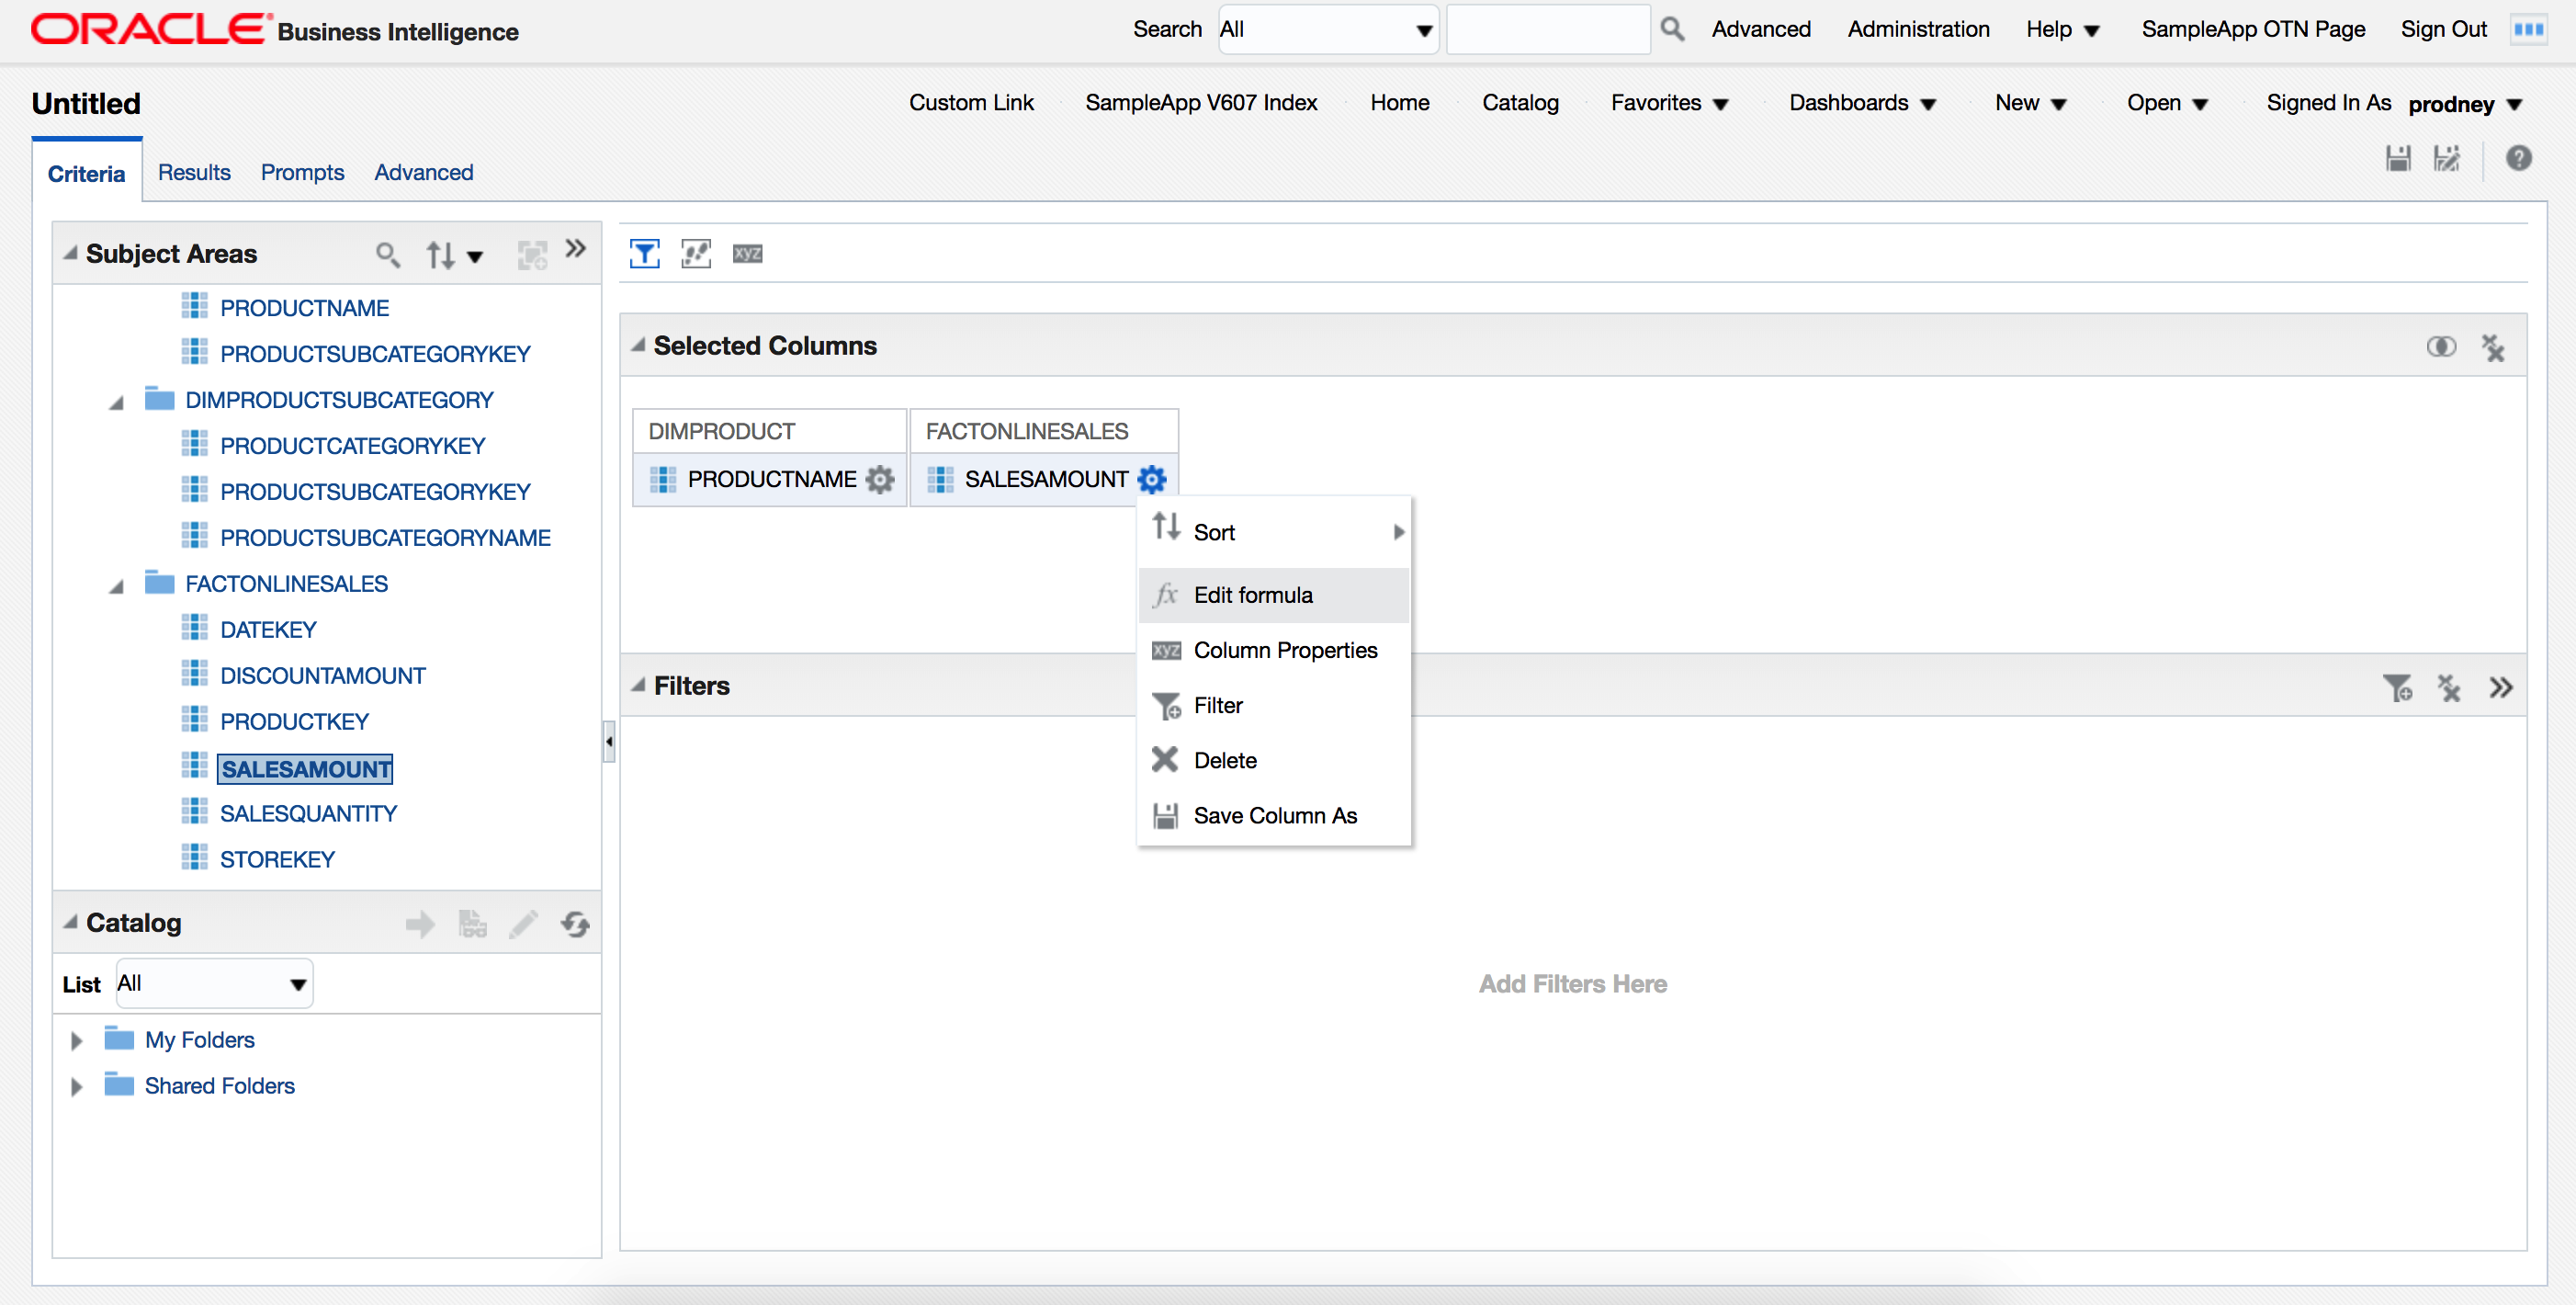 ORACLE Business Intelligence
Search All Advanced Administration Help SampleApp OTN Page Sign Out
Untitled
Custom Link SampleApp V607 Index Home Catalog Favorites Dashboards New Open Signed In As prodney
Criteria Results Prompts Advanced
Subject Areas
xyz
PRODUCTNAME
PRODUCTSUBCATEGORYKEY
DIMPRODUCTSUBCATEGORY
PRODUCTCATEGORYKEY
PRODUCTSUBCATEGORYKEY
PRODUCTSUBCATEGORYNAME
FACTONLINESALES
DATEKEY
DISCOUNTAMOUNT
PRODUCTKEY
SALESAMOUNT
SALESQUANTITY
STOREKEY
Catalog
List All
My Folders
Shared Folders
Selected Columns
DIMPRODUCT FACTONLINESALES
PRODUCTNAME SALESAMOUNT
Sort
fx Edit formula
xyz Column Properties
Filter
Delete
Save Column As
Filters
Add Filters Here